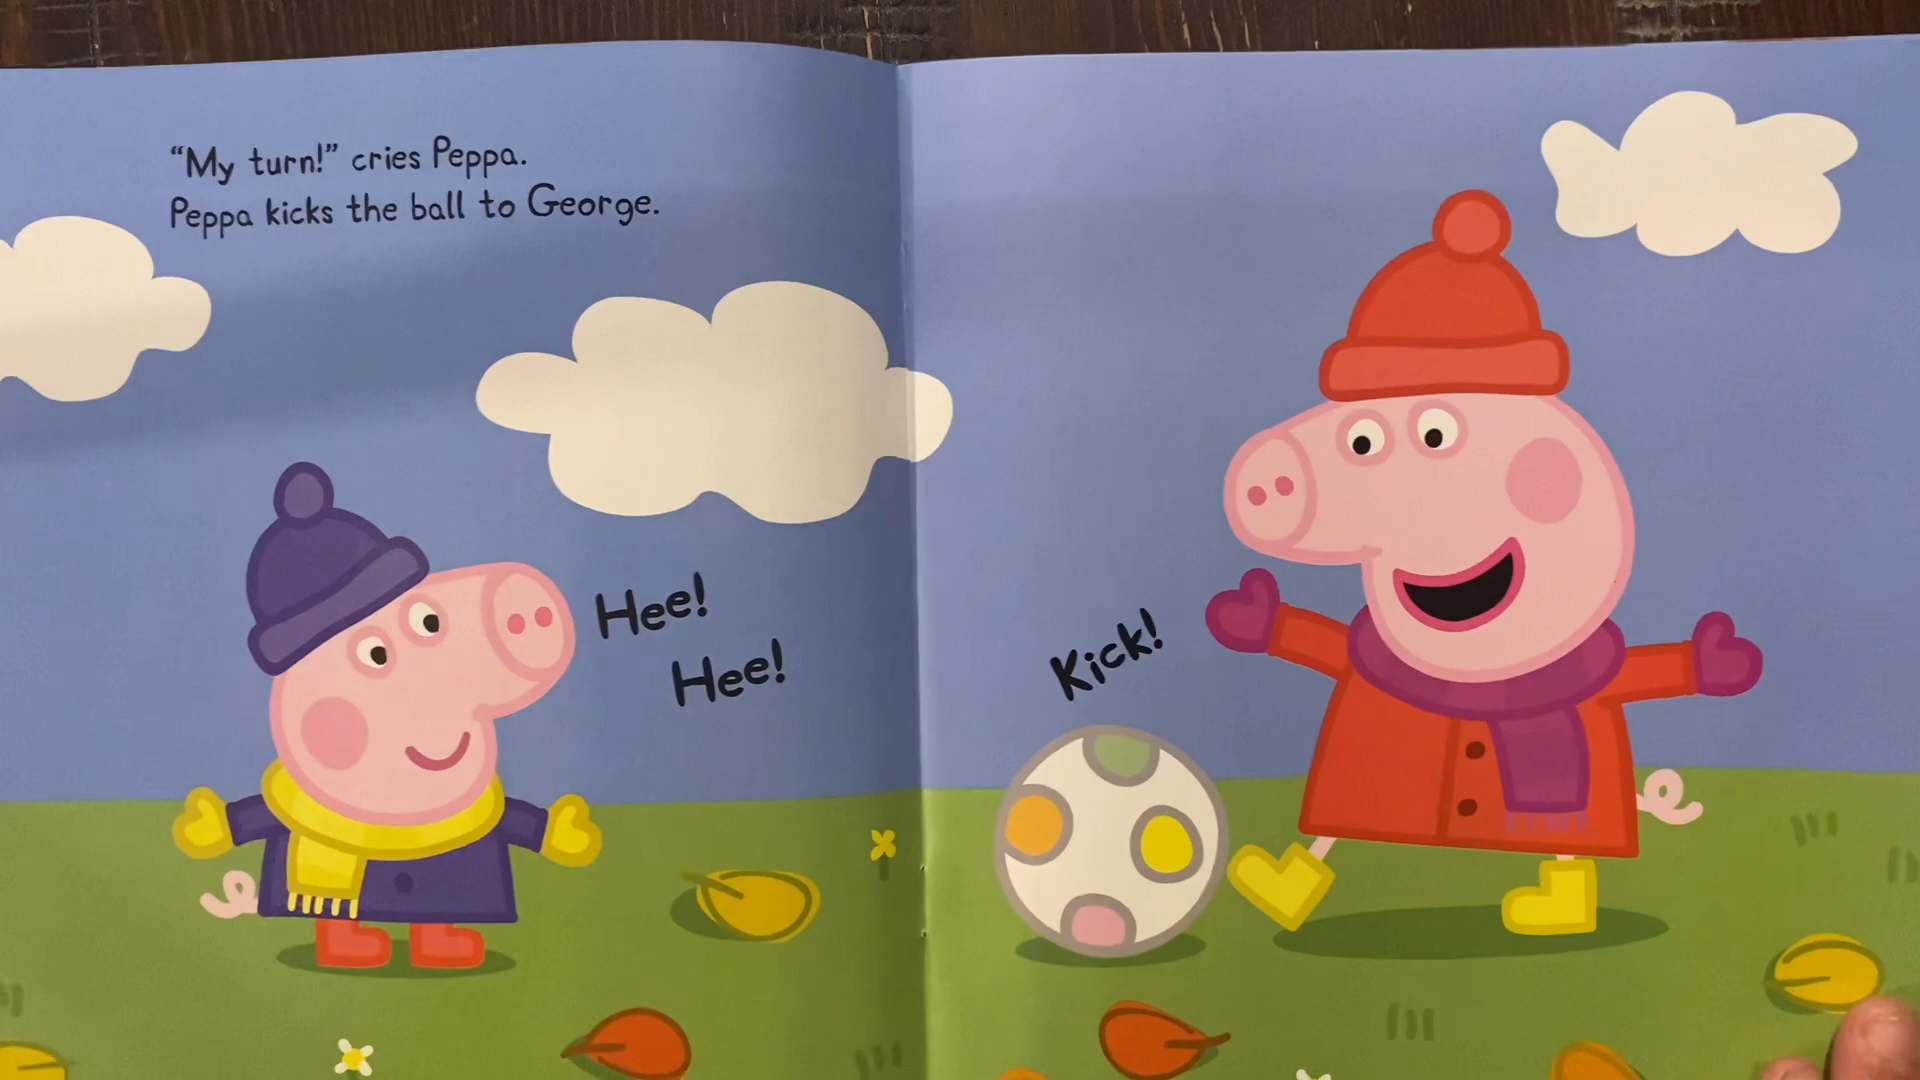 “My turn!” cries Peppa.
Peppa kicks the ball to George.
Hee!
Hee!
Kick!